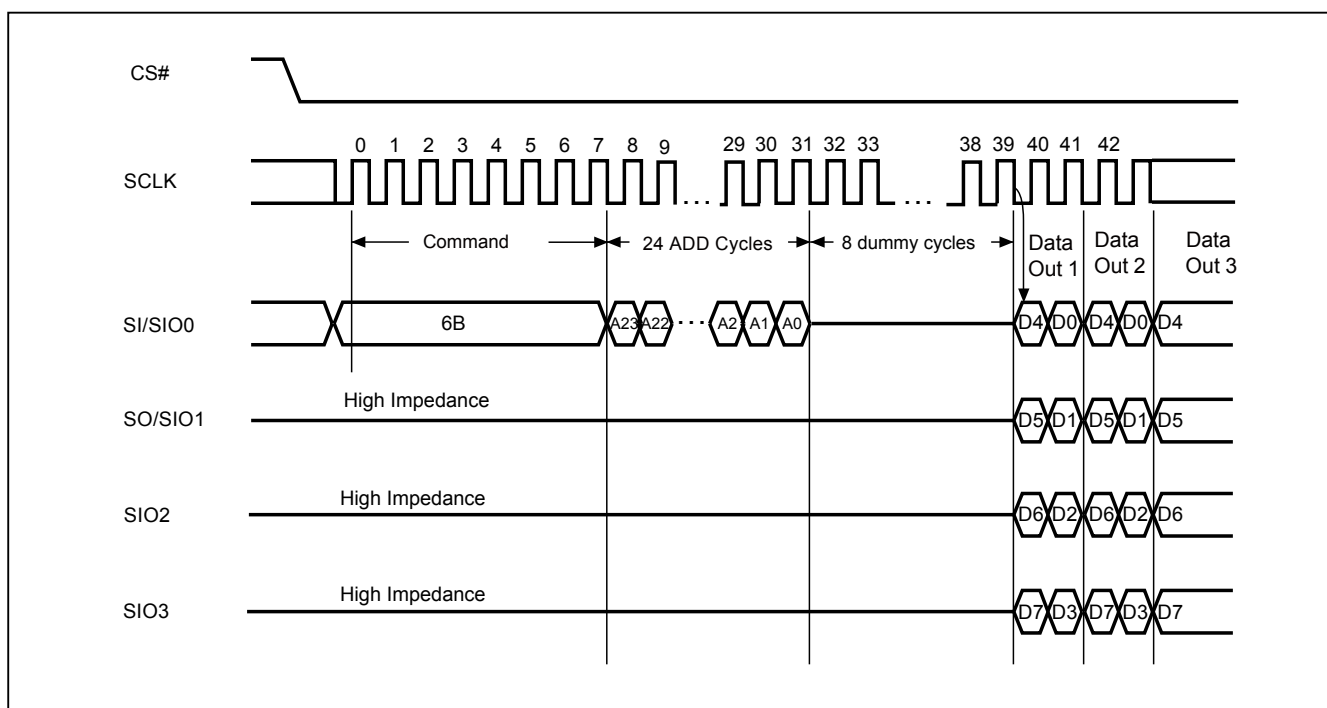 CS#
0 1 2 3 4 5 6 7 8 9 29 30 31 32 33 38 39 40 41 42
SCLK
Command 24 ADD Cycles 8 dummy cycles Data Out 1 Data Out 2 Data Out 3
SI/SIO0 6B A23 A22 A2 A1 A0 D4 D0 D4 D0 D4
High Impedance
SO/SIO1 D5 D1 D5 D1 D5
High Impedance
SIO2 D6 D2 D6 D2 D6
High Impedance
SIO3 D7 D3 D7 D3 D7